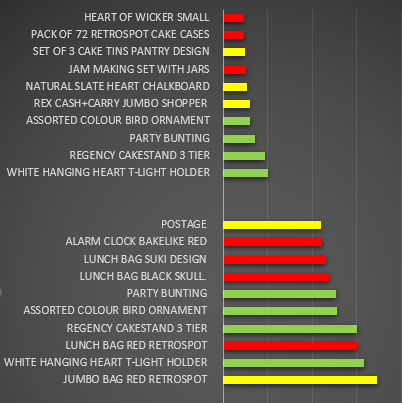 HEART OF WICKER SMALL
PACK OF 72 RETROSPOT CAKE CASES
SET OF 3 CAKE TINS PANTRY DESIGN
JAM MAKING SET WITH JARS
NATURAL SLATE HEART CHALKBOARD
REX CASH+CARRY JUMBO SHOPPER
ASSORTED COLOUR BIRD ORNAMENT
PARTY BUNTING
REGENCY CAKESTAND 3 TIER
WHITE HANGING HEART T-LIGHT HOLDER
POSTAGE
ALARM CLOCK BAKELIKE RED
LUNCH BAG SUKI DESIGN
LUNCH BAG BLACK SKULL.
PARTY BUNTING
ASSORTED COLOUR BIRD ORNAMENT
REGENCY CAKESTAND 3 TIER
LUNCH BAG RED RETROSPOT
WHITE HANGING HEART T-LIGHT HOLDER
JUMBO BAG RED RETROSPOT